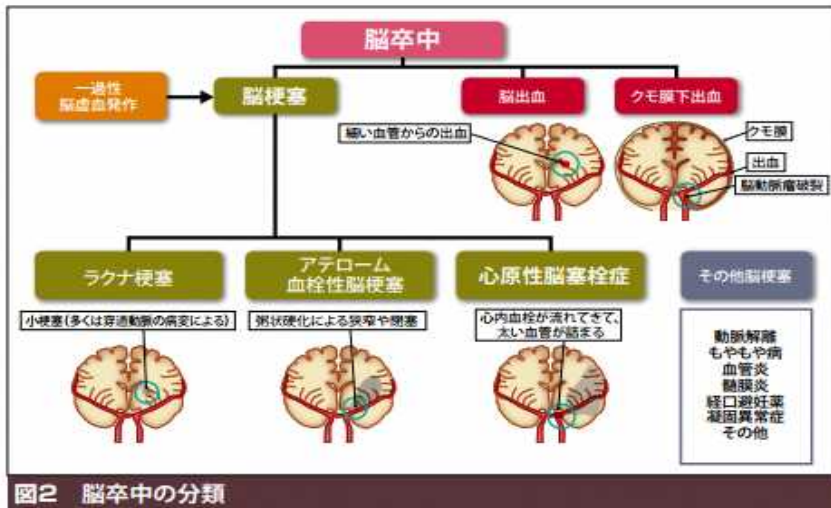 脳卒中
一過性
脳虚血発作
脳梗塞
脳出血
クモ膜下出血
細い血管からの出血
クモ膜
出血
脳動脈瘤破裂
ラクナ梗塞
アテローム
血栓性脳梗塞
心原性脳塞栓症
その他脳梗塞
小梗塞(多くは穿通動脈の病変による)
粥状硬化による狭窄や閉塞
心内血栓が流れてきて、
太い血管が詰まる
動脈解離
もやもや病
血管炎
髄膜炎
経口避妊薬
凝固異常症
その他
図2 脳卒中の分類